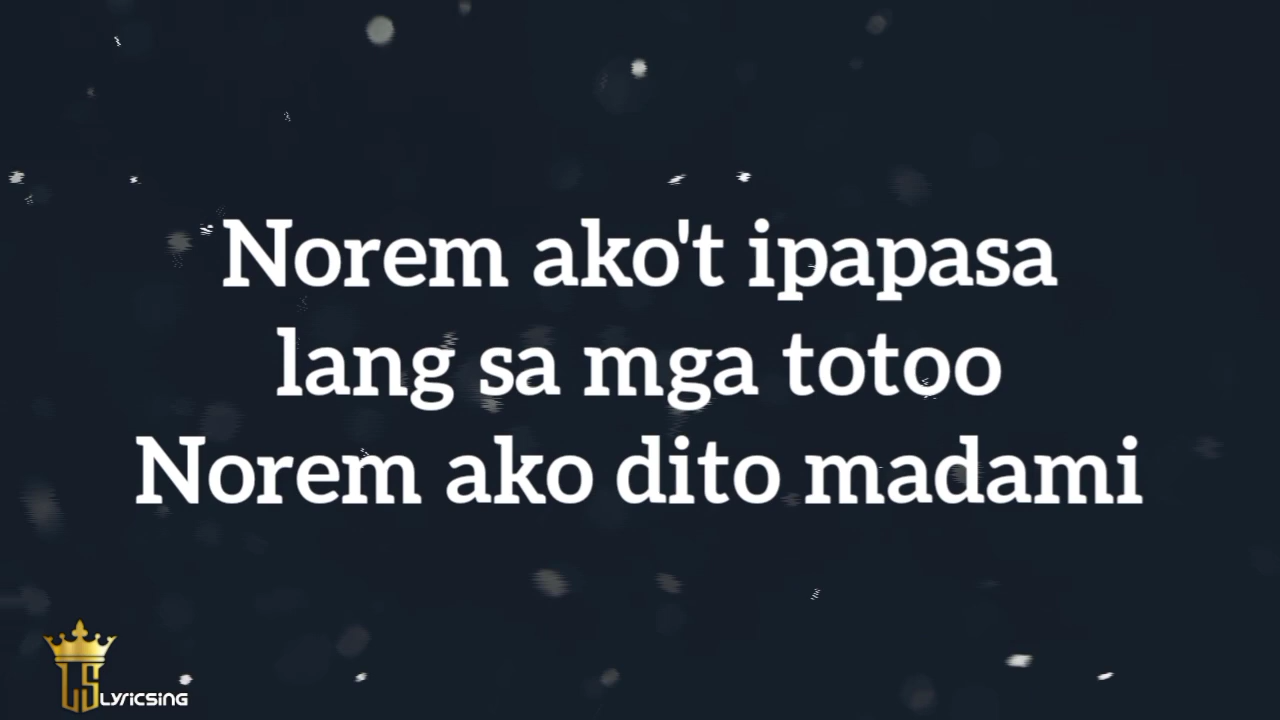 Norem ako't ipapasa
lang sa mga totoo
Norem ako dito madami
LS LYRICSING